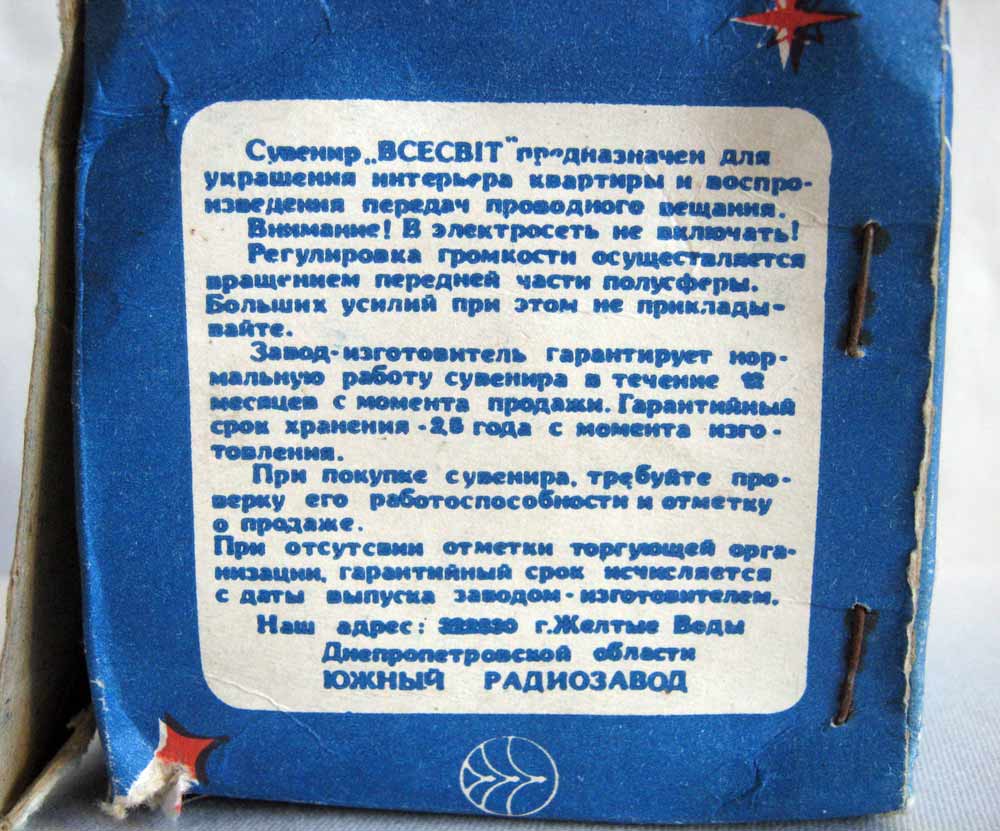 Сувенир „ВСЕСВIТ" предназначен для
украшения интерьера квартиры и воспро-
изведения передач проводного вещания.
Внимание! В электросеть не включать!
Регулировка громкости осуществляется
вращением передней части полусферы.
Больших усилий при этом не приклады-
вайте.
Завод-изготовитель гарантирует нор-
мальную работу сувенира в течение 12
месяцев с момента продажи. Гарантийный
срок хранения -2,5 года с момента изго-
товления.
При покупке сувенира, требуйте про-
верку его работоспособности и отметку
о продаже.
При отсутсвии отметки торгующей орга-
низации, гарантийный срок исчисляется
с даты выпуска заводом-изготовителем.
Наш адрес: г.Желтые Воды
Днепропетровской области
ЮЖНЫЙ РАДИОЗАВОД